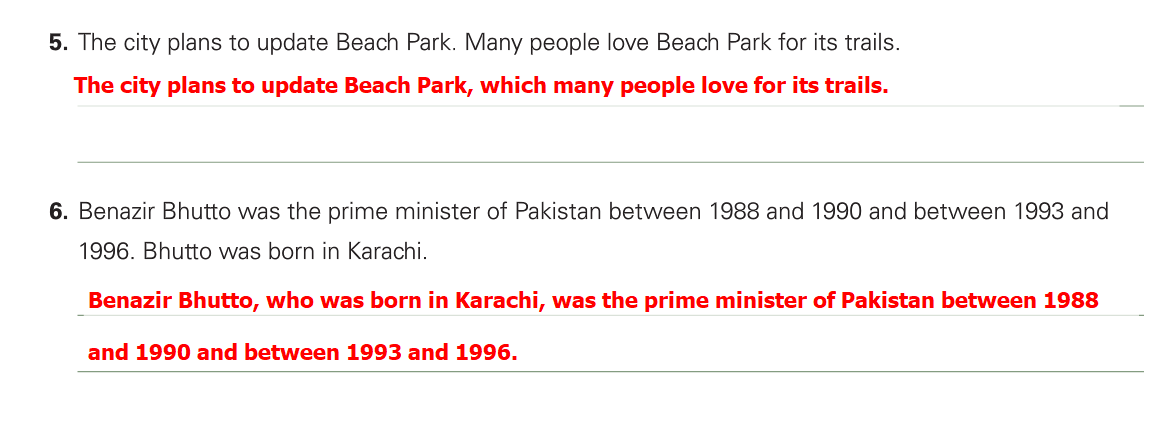 5. The city plans to update Beach Park. Many people love Beach Park for its trails.
The city plans to update Beach Park, which many people love for its trails.
6. Benazir Bhutto was the prime minister of Pakistan between 1988 and 1990 and between 1993 and
1996. Bhutto was born in Karachi.
Benazir Bhutto, who was born in Karachi, was the prime minister of Pakistan between 1988
and 1990 and between 1993 and 1996.